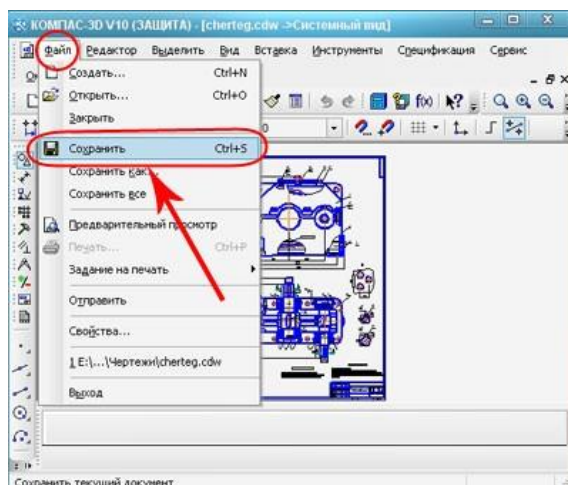 КОМПАС-3D V10 (ЗАЩИТА) - [cherteg.cdw ->Системный вид]
Файл Редактор Выделить Вид Вставка Инструменты Спецификация Сервис
Создать... Ctrl+N
Открыть... Ctrl+O
Закрыть
Сохранить Ctrl+S
Сохранить как...
Сохранить все
Предварительный просмотр
Печать... Ctrl+P
Задание на печать
Отправить
Свойства...
1 E:\...\Чертежи\cherteg.cdw
Выход
Сохранить текущий документ